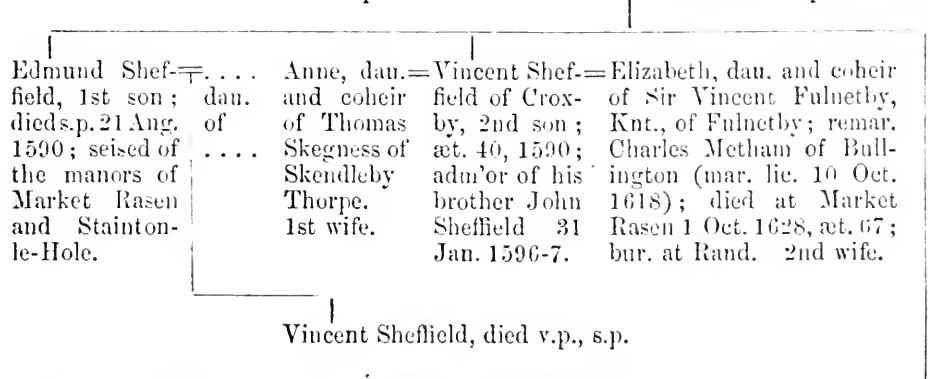 Edmund Shef-
field, 1st son;
died s.p. 21 Aug.
1590; seised of
the manors of
Market Rasen
and Stainton-
le-Hole.
. . . .
dau.
of
. . . .
Anne, dau.
and coheir
of Thomas
Skegness of
Skendleby
Thorpe.
1st wife.
Vincent Shef-
field of Crox-
by, 2nd son;
æt. 40, 1590;
adm'or of his
brother John
Sheffield 31
Jan. 1596-7.
Elizabeth, dau. and coheir
of Sir Vincent Fulnetby,
Knt., of Fulnetby; remar.
Charles Metham of Bull-
ington (mar. lic. 10 Oct.
1618); died at Market
Rasen 1 Oct. 1628, æt. 67;
bur. at Rand. 2nd wife.
Vincent Sheffield, died v.p., s.p.